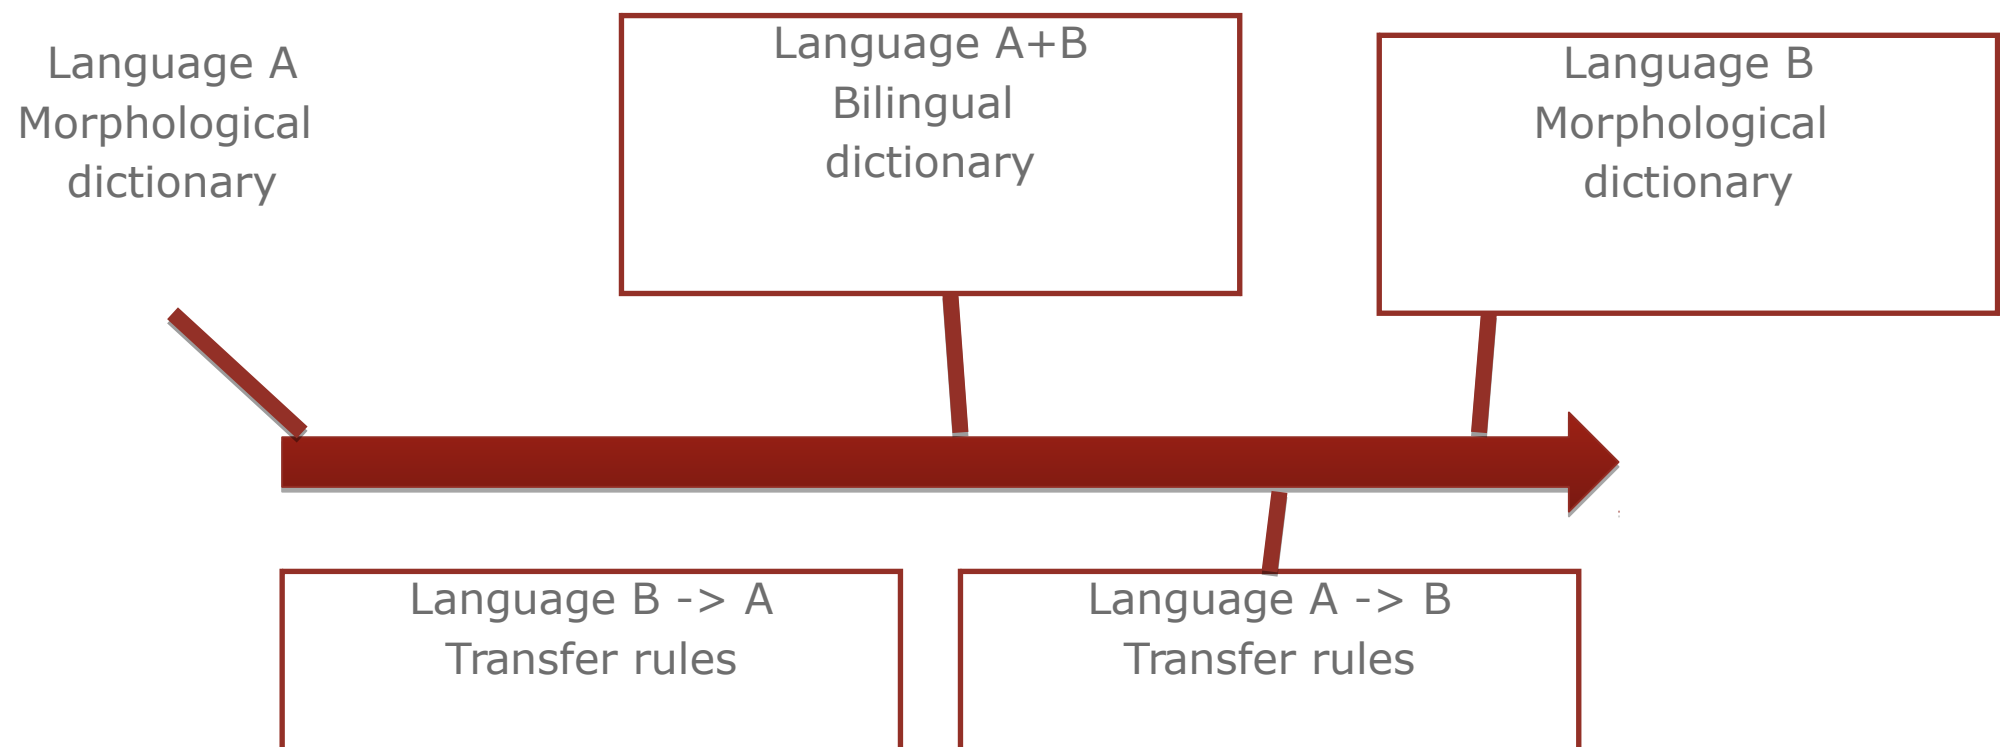 Language A
Morphological
dictionary
Language A+B
Bilingual
dictionary
Language B
Morphological
dictionary
Language B -> A
Transfer rules
Language A -> B
Transfer rules